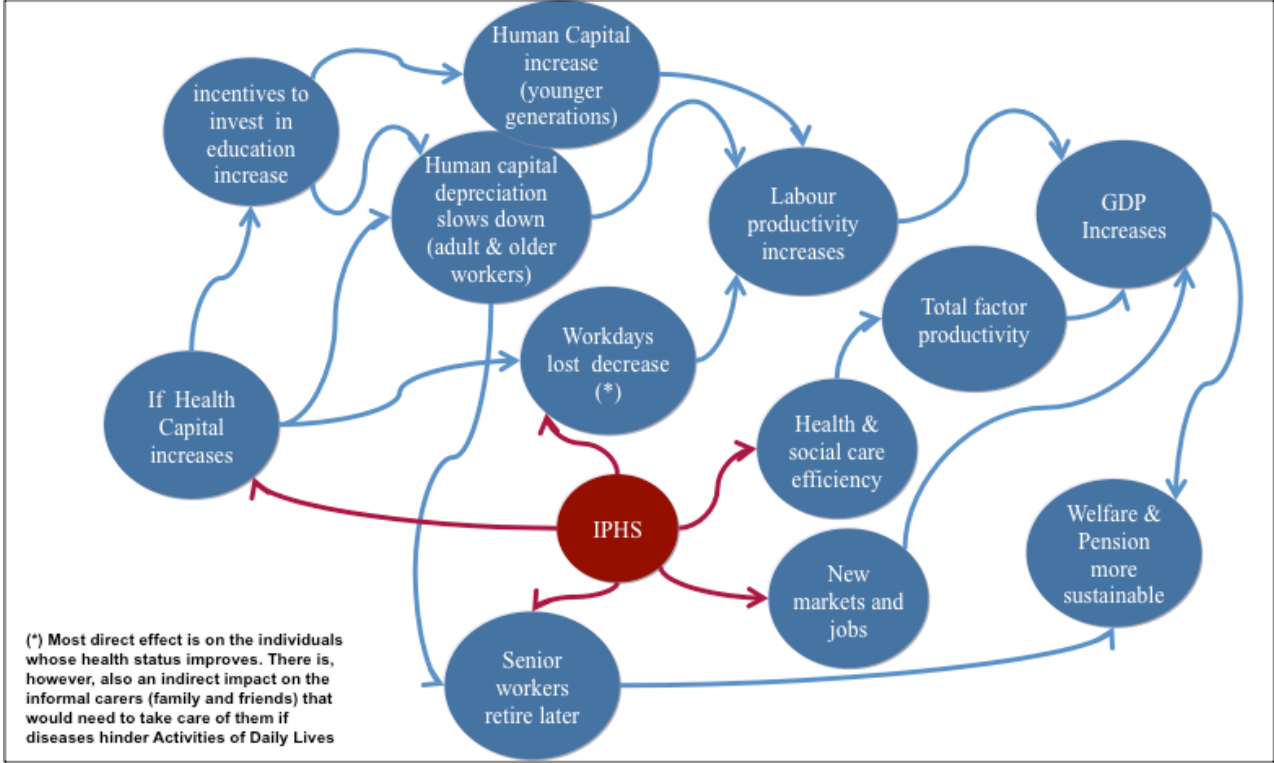 Human Capital
increase
(younger
generations)
incentives to
invest in
education
increase
Human capital
depreciation
slows down
(adult & older
workers)
Labour
productivity
increases
GDP
Increases
Total factor
productivity
Workdays
lost decrease
(*)
If Health
Capital
increases
Health &
social care
efficiency
IPHS
Welfare &
Pension
more
sustainable
New
markets and
jobs
Senior
workers
retire later
(*) Most direct effect is on the individuals
whose health status improves. There is,
however, also an indirect impact on the
informal carers (family and friends) that
would need to take care of them if
diseases hinder Activities of Daily Lives